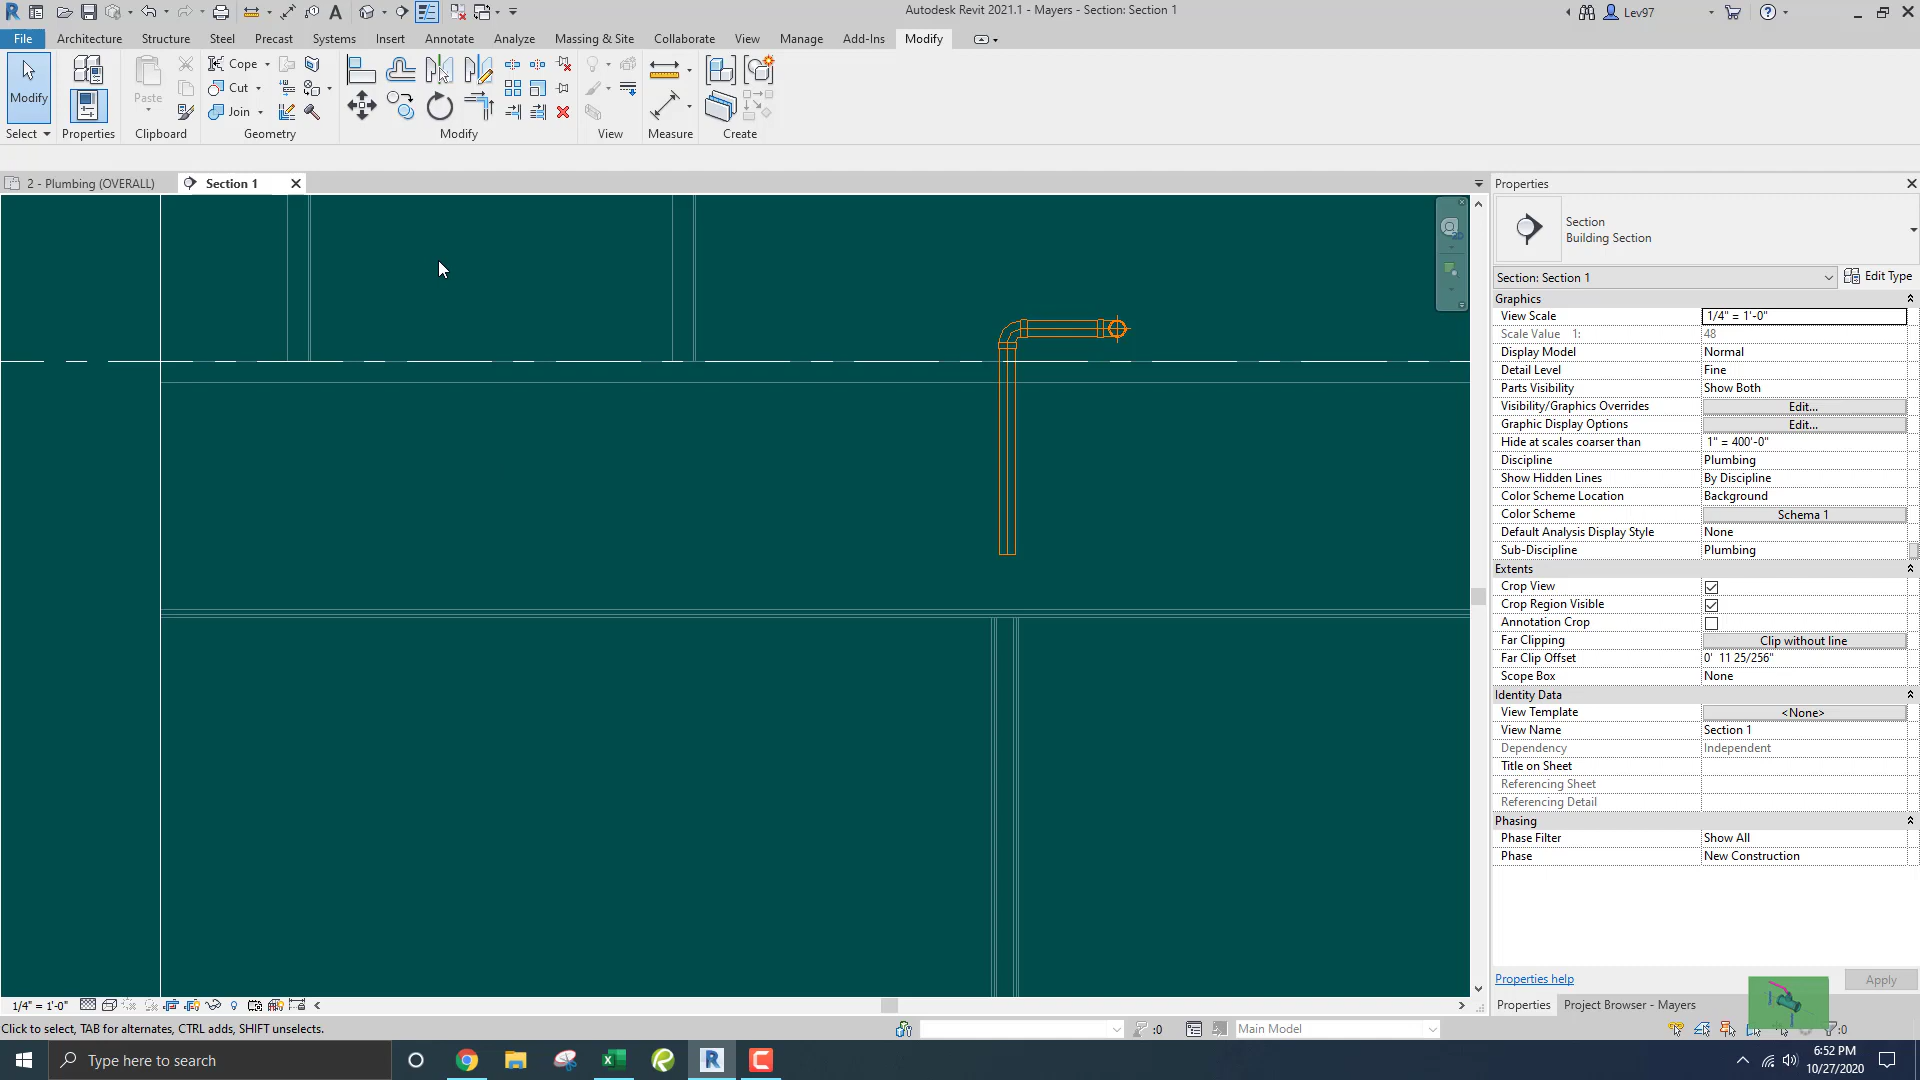 Autodesk Revit 2021.1 - Mayers - Section: Section 1
Lev97
File Architecture Structure Steel Precast Systems Insert Annotate Analyze Massing & Site Collaborate View Manage Add-Ins Modify
Modify
Paste
Cope
Cut
Join
Select Properties Clipboard Geometry Modify View Measure Create
2 - Plumbing (OVERALL)
Section 1
Properties
Section
Building Section
Section: Section 1
Edit Type
Graphics
View Scale 1/4" = 1'-0"
Scale Value 1: 48
Display Model Normal
Detail Level Fine
Parts Visibility Show Both
Visibility/Graphics Overrides Edit...
Graphic Display Options Edit...
Hide at scales coarser than 1" = 400'-0"
Discipline Plumbing
Show Hidden Lines By Discipline
Color Scheme Location Background
Color Scheme Schema 1
Default Analysis Display Style None
Sub-Discipline Plumbing
Extents
Crop View
Crop Region Visible
Annotation Crop
Far Clipping Clip without line
Far Clip Offset 0' 11 25/256"
Scope Box None
Identity Data
View Template <None>
View Name Section 1
Dependency Independent
Title on Sheet
Referencing Sheet
Referencing Detail
Phasing
Phase Filter Show All
Phase New Construction
Properties help
Apply
Properties
Project Browser - Mayers
1/4" = 1'-0"
Click to select, TAB for alternates, CTRL adds, SHIFT unselects.
:0
Main Model
:0
Type here to search
6:52 PM
10/27/2020